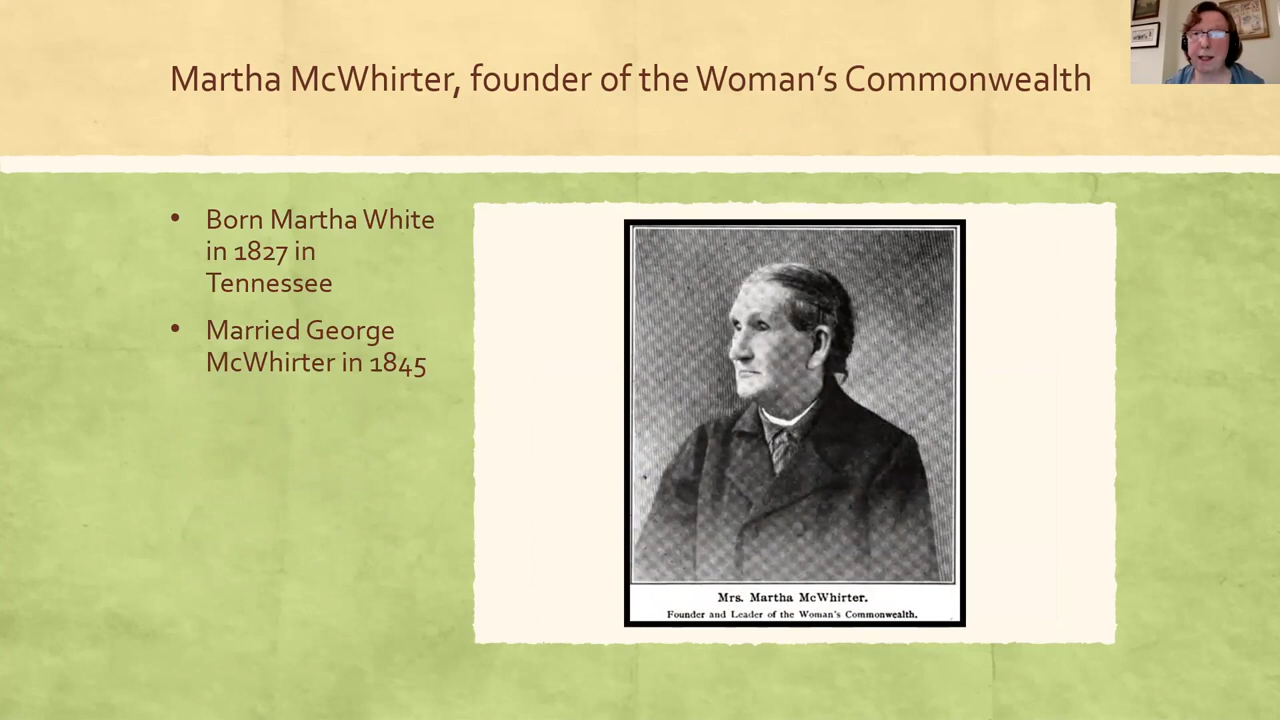 Martha McWhirter, founder of the Woman’s Commonwealth
• Born Martha White
in 1827 in
Tennessee
• Married George
McWhirter in 1845
Mrs. Martha McWhirter.
Founder and Leader of the Woman's Commonwealth.